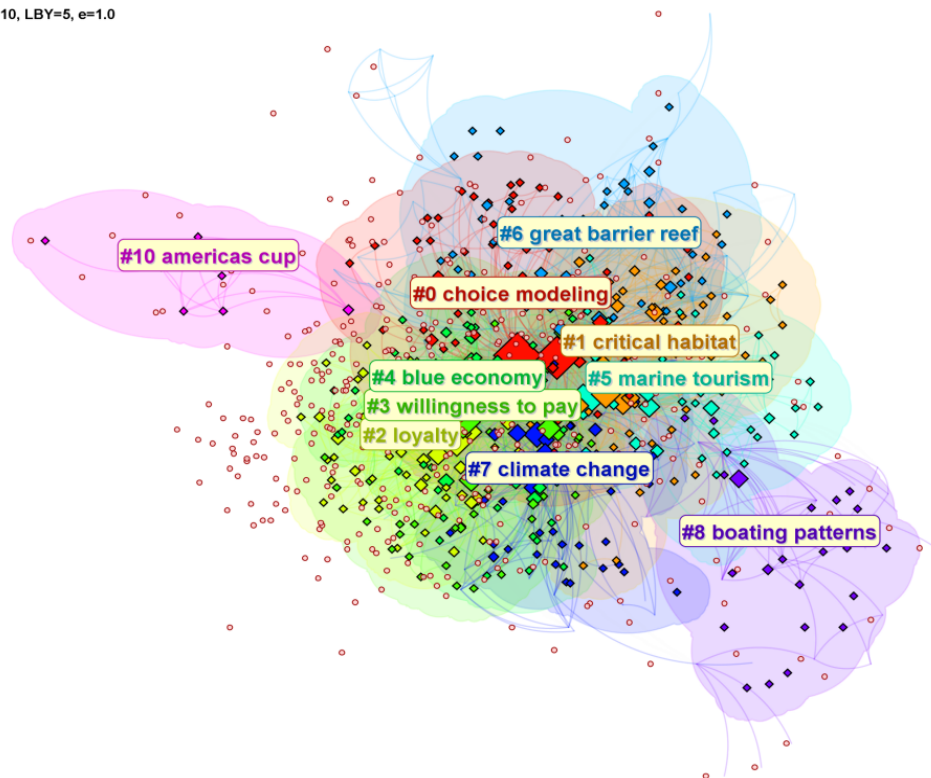 10, LBY=5, e=1.0
#6 great barrier reef
#10 americas cup
#0 choice modeling
#1 critical habitat
#4 blue economy
#5 marine tourism
#3 willingness to pay
#2 loyalty
#7 climate change
#8 boating patterns